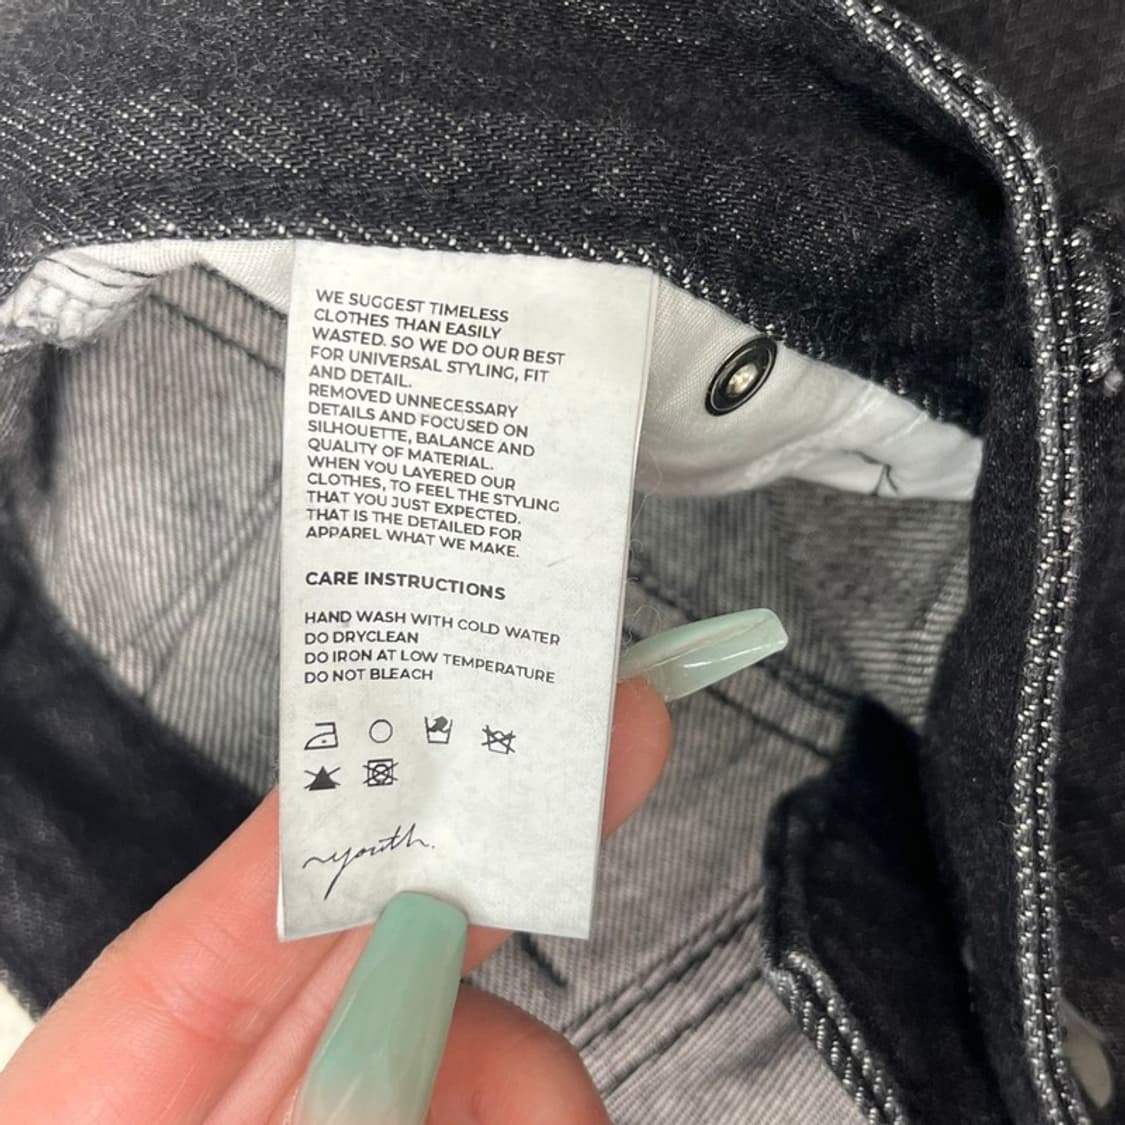 WE SUGGEST TIMELESS
CLOTHES THAN EASILY
WASTED. SO WE DO OUR BEST
FOR UNIVERSAL STYLING, FIT
AND DETAIL.
REMOVED UNNECESSARY
DETAILS AND FOCUSED ON
SILHOUETTE, BALANCE AND
QUALITY OF MATERIAL.
WHEN YOU LAYERED OUR
CLOTHES, TO FEEL THE STYLING
THAT YOU JUST EXPECTED.
THAT IS THE DETAILED FOR
APPAREL WHAT WE MAKE.
CARE INSTRUCTIONS
HAND WASH WITH COLD WATER
DO DRYCLEAN
DO IRON AT LOW TEMPERATURE
DO NOT BLEACH
~youth.